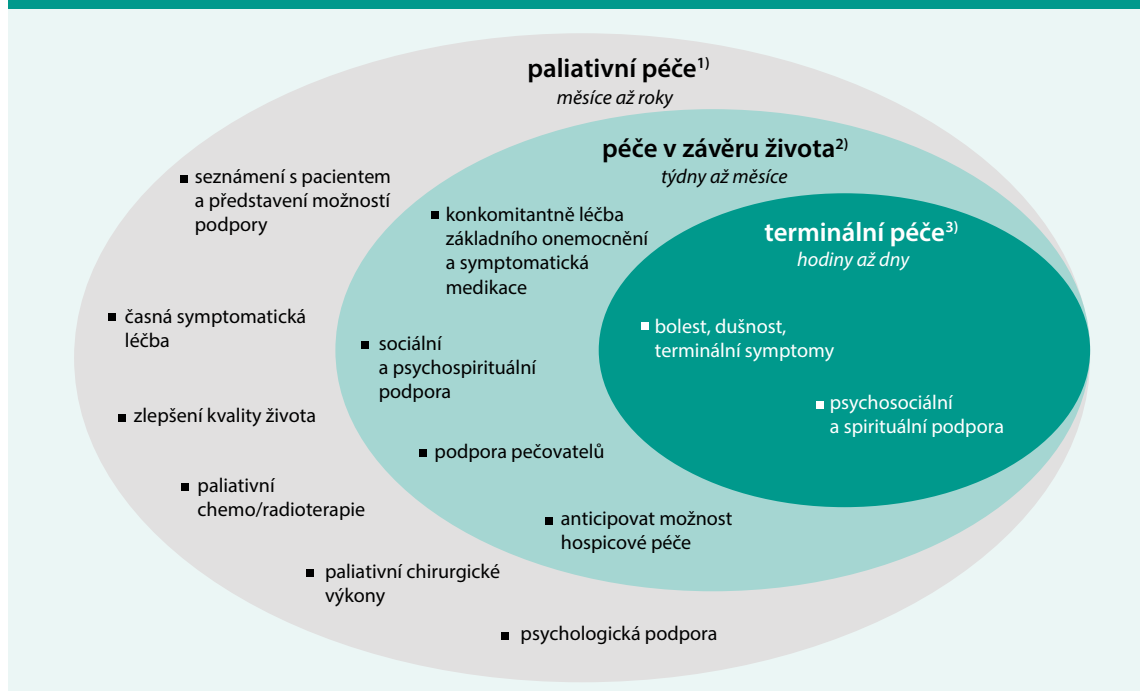 paliativní péče1)
měsíce až roky
péče v závěru života2)
týdny až měsíce
terminální péče3)
hodiny až dny
■ seznámení s pacientem
a představení možností
podpory
■ časná symptomatická
léčba
■ zlepšení kvality života
■ paliativní
chemo/radioterapie
■ paliativní chirurgické
výkony
■ psychologická podpora
■ konkomitantně léčba
základního onemocnění
a symptomatická
medikace
■ sociální
a psychospirituální
podpora
■ podpora pečovatelů
■ anticipovat možnost
hospicové péče
■ bolest, dušnost,
terminální symptomy
■ psychosociální
a spirituální podpora